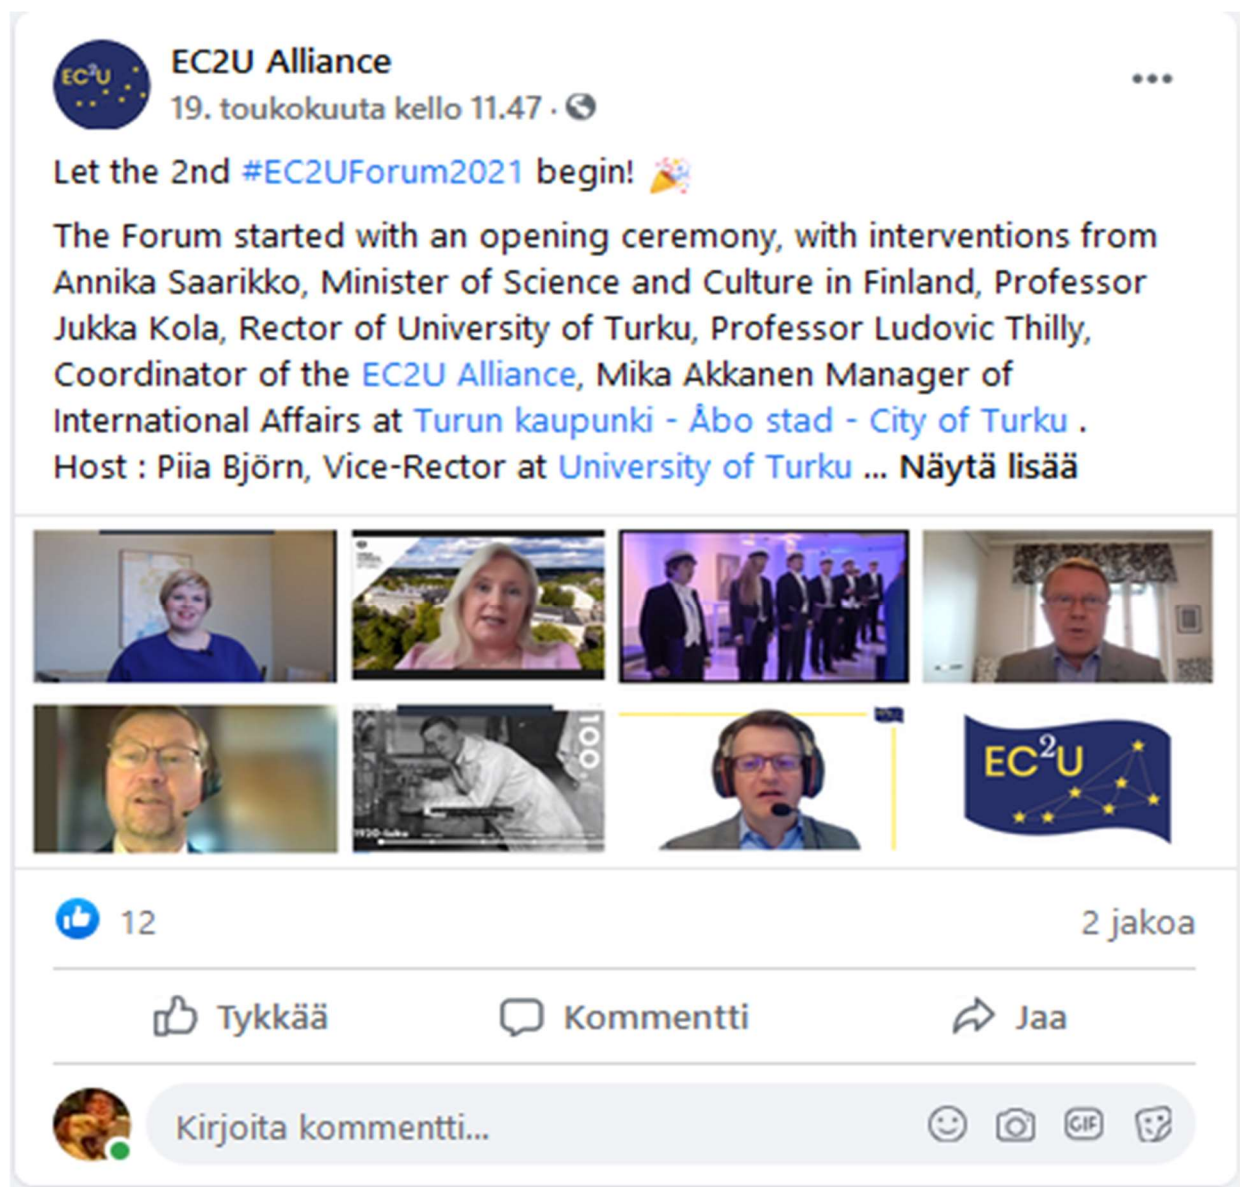 EC2U Alliance
19. toukokuuta kello 11.47 ·
Let the 2nd #EC2UForum2021 begin! 🎉
The Forum started with an opening ceremony, with interventions from
Annika Saarikko, Minister of Science and Culture in Finland, Professor
Jukka Kola, Rector of University of Turku, Professor Ludovic Thilly,
Coordinator of the EC2U Alliance, Mika Akkanen Manager of
International Affairs at Turun kaupunki - Åbo stad - City of Turku .
Host : Piia Björn, Vice-Rector at University of Turku ... Näytä lisää
EC²U
100
1920-luku
EC²U
12
2 jakoa
Tykkää
Kommentti
Jaa
Kirjoita kommentti...
GIF